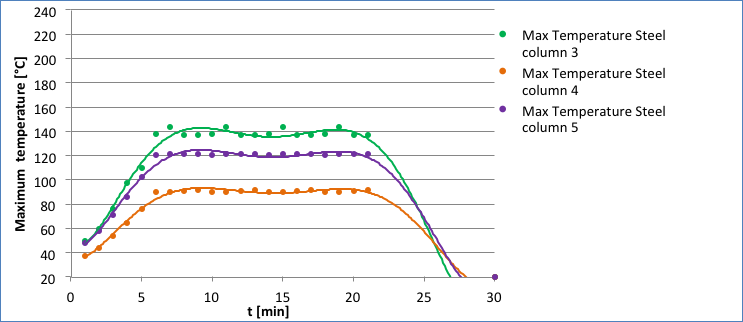 240
220
200
180
160
140
120
100
80
60
40
20
Maximum temperature [°C]
0
5
10
15
20
25
30
t [min]
Max Temperature Steel
column 3
Max Temperature Steel
column 4
Max Temperature Steel
column 5